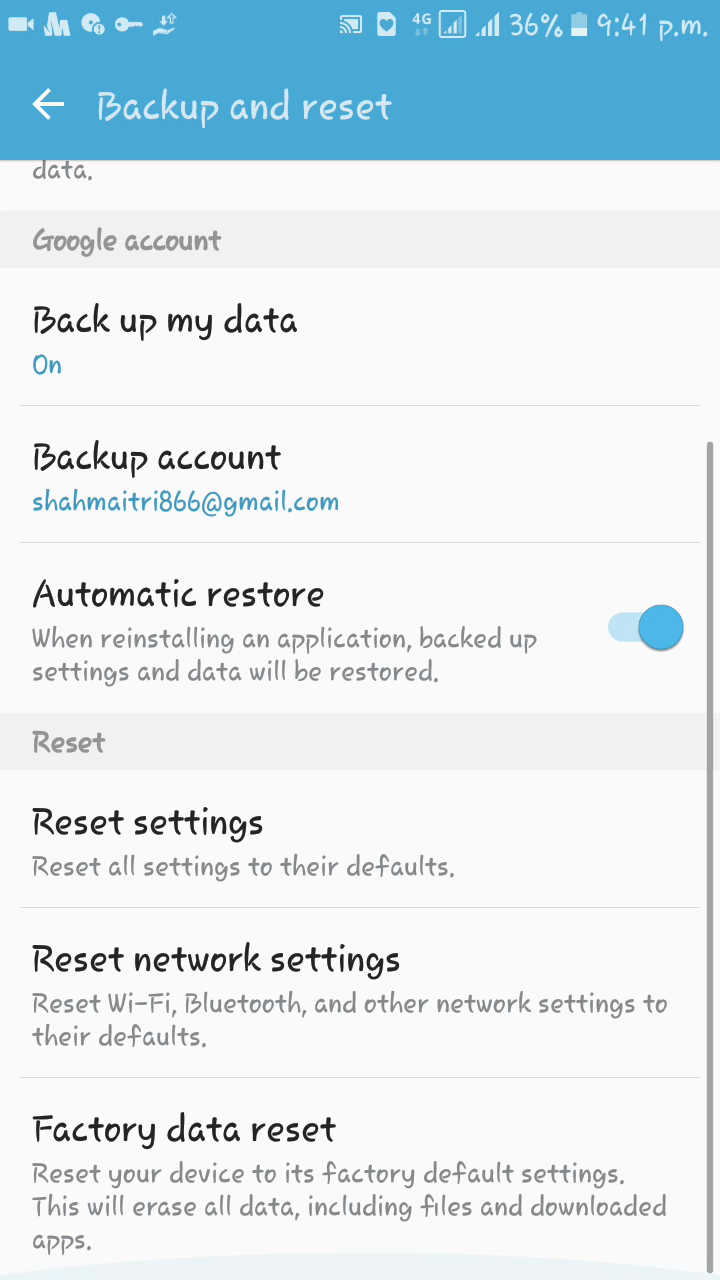 4G 36% 9:41 p.m.
Backup and reset
data.
Google account
Back up my data
On
Backup account
shahmaitri866@gmail.com
Automatic restore
When reinstalling an application, backed up
settings and data will be restored.
Reset
Reset settings
Reset all settings to their defaults.
Reset network settings
Reset Wi-Fi, Bluetooth, and other network settings to
their defaults.
Factory data reset
Reset your device to its factory default settings.
This will erase all data, including files and downloaded
apps.